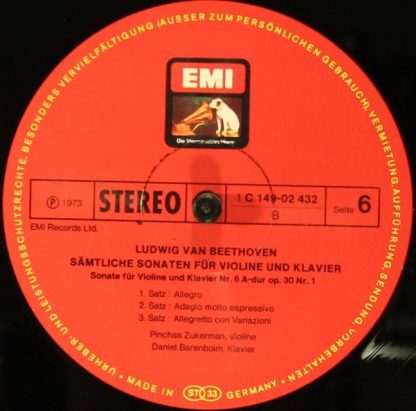 URHEBER- UND LEISTUNGSSCHUTZRECHTE, BESONDERS VERVIELFÄLTIGUNG (AUSSER ZUM PERSÖNLICHEN GEBRAUCH), VERMIETUNG, AUFFÜHRUNG, SENDUNG, VORBEHALTEN
EMI
Die Stimme seines Herrn
℗ 1973
STEREO
1 C 149-02 432
B
Seite 6
EMI Records Ltd.
LUDWIG VAN BEETHOVEN
SÄMTLICHE SONATEN FÜR VIOLINE UND KLAVIER
Sonate für Violine und Klavier Nr. 6 A-dur op. 30 Nr. 1
1. Satz : Allegro
2. Satz : Adagio molto espressivo
3. Satz : Allegretto con Variazioni
Pinchas Zukerman, Violine
Daniel Barenboim, Klavier
• MADE IN ST 33 GERMANY •